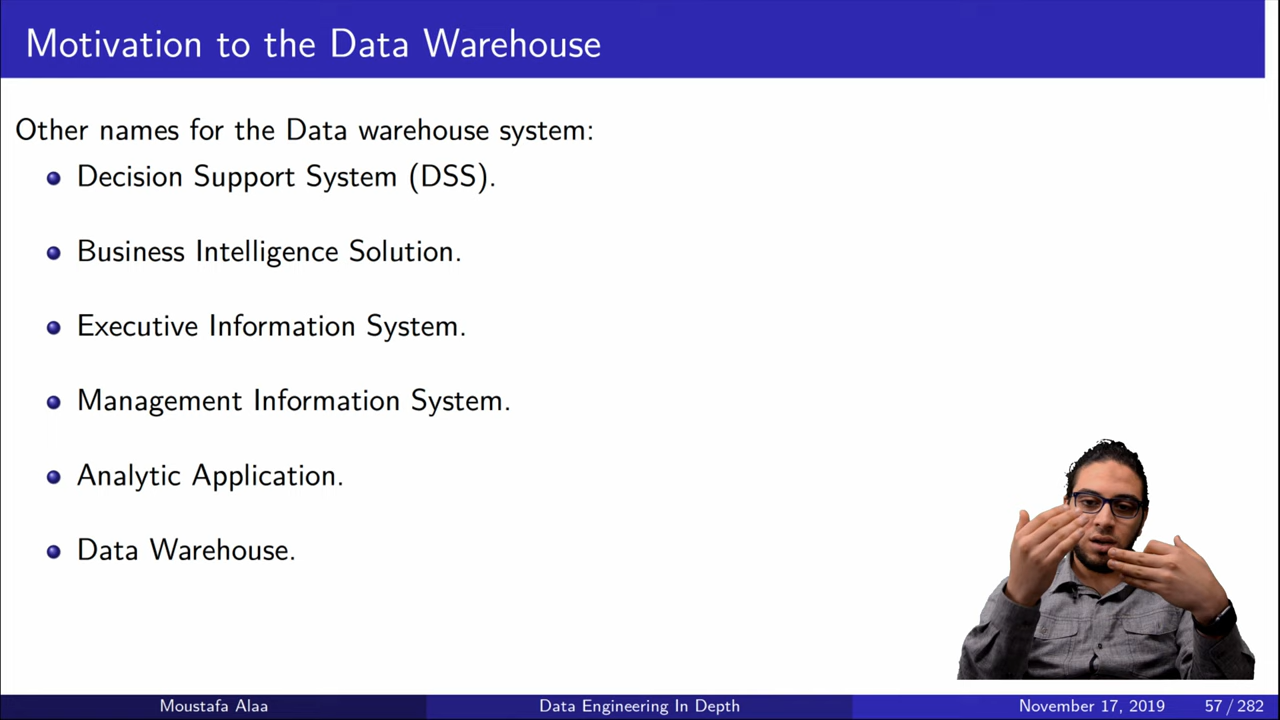 Motivation to the Data Warehouse
Other names for the Data warehouse system:
Decision Support System (DSS).
Business Intelligence Solution.
Executive Information System.
Management Information System.
Analytic Application.
Data Warehouse.
Moustafa Alaa Data Engineering In Depth November 17, 2019 57 / 282